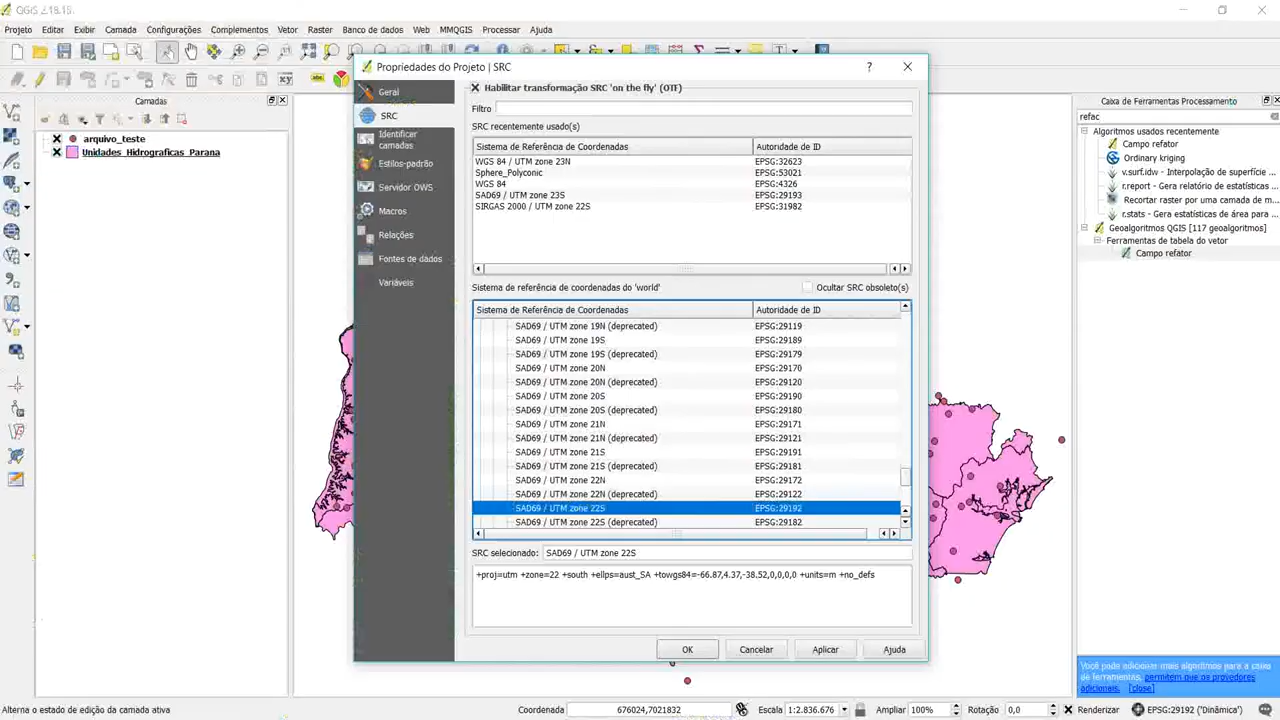 QGIS 2.18.15
Projeto Editar Exibir Camada Configurações Complementos Vetor Raster Banco de dados Web MMQGIS Processar Ajuda
Propriedades do Projeto | SRC
Camadas
arquivo_teste
Unidades_Hidrograficas_Parana
Geral
SRC
Identificar
camadas
Estilos-padrão
Servidor OWS
Macros
Relações
Fontes de dados
Variáveis
Habilitar transformação SRC 'on the fly' (OTF)
Filtro
SRC recentemente usado(s)
Sistema de Referência de Coordenadas Autoridade de ID
WGS 84 / UTM zone 23N EPSG:32623
Sphere_Polyconic EPSG:53021
WGS 84 EPSG:4326
SAD69 / UTM zone 23S EPSG:29193
SIRGAS 2000 / UTM zone 22S EPSG:31982
Sistema de referência de coordenadas do 'world' Ocultar SRC obsoleto(s)
Sistema de Referência de Coordenadas Autoridade de ID
SAD69 / UTM zone 19N (deprecated) EPSG:29119
SAD69 / UTM zone 19S EPSG:29189
SAD69 / UTM zone 19S (deprecated) EPSG:29179
SAD69 / UTM zone 20N EPSG:29170
SAD69 / UTM zone 20N (deprecated) EPSG:29120
SAD69 / UTM zone 20S EPSG:29190
SAD69 / UTM zone 20S (deprecated) EPSG:29180
SAD69 / UTM zone 21N EPSG:29171
SAD69 / UTM zone 21N (deprecated) EPSG:29121
SAD69 / UTM zone 21S EPSG:29191
SAD69 / UTM zone 21S (deprecated) EPSG:29181
SAD69 / UTM zone 22N EPSG:29172
SAD69 / UTM zone 22N (deprecated) EPSG:29122
SAD69 / UTM zone 22S EPSG:29192
SAD69 / UTM zone 22S (deprecated) EPSG:29182
SRC selecionado: SAD69 / UTM zone 22S
+proj=utm +zone=22 +south +ellps=aust_SA +towgs84=-66.87,4.37,-38.52,0,0,0,0 +units=m +no_defs
OK Cancelar Aplicar Ajuda
Caixa de Ferramentas Processamento
refac
Algoritmos usados recentemente
Campo refator
Ordinary kriging
v.surf.idw - Interpolação de superfície ...
r.report - Gera relatório de estatísticas ...
Recortar raster por uma camada de m...
r.stats - Gera estatísticas de área para ...
Geoalgoritmos QGIS [117 geoalgoritmos]
Ferramentas de tabela do vetor
Campo refator
Você pode adicionar mais algoritmos para a caixa
de ferramentas, permitem que os provedores
adicionais. [close]
Alterna o estado de edição da camada ativa Coordenada 676024,7021832 Escala 1:2.836.676 Ampliar 100% Rotação 0,0 Renderizar EPSG:29192 ('Dinâmica')